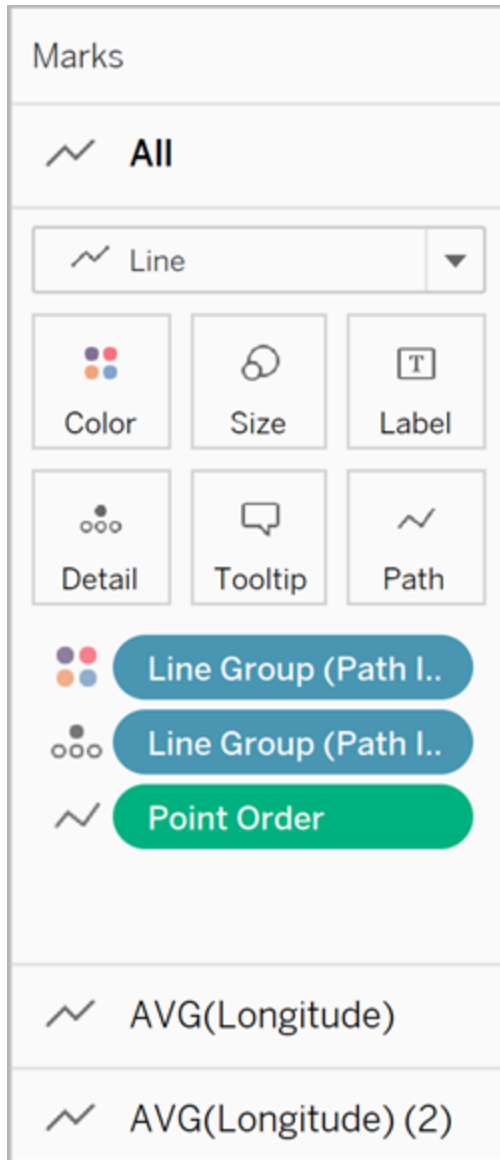 Marks
All
Line
Color Size Label
Detail Tooltip Path
Line Group (Path I..
Line Group (Path I..
Point Order
AVG(Longitude)
AVG(Longitude) (2)